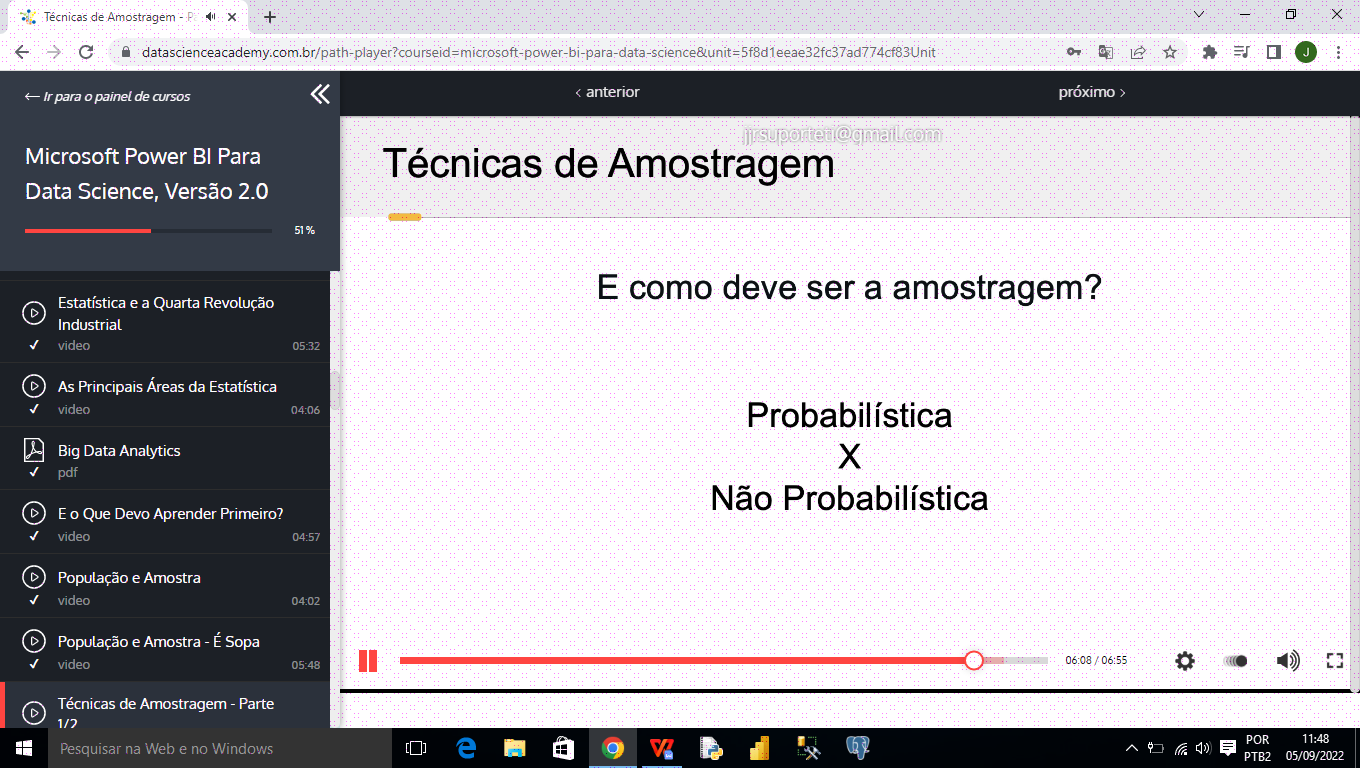 Técnicas de Amostragem - P
datascienceacademy.com.br/path-player?courseid=microsoft-power-bi-para-data-science&unit=5f8d1eeae32fc37ad774cf83Unit
J
← Ir para o painel de cursos
‹ anterior
próximo ›
Microsoft Power BI Para
Data Science, Versão 2.0
51%
Estatística e a Quarta Revolução
Industrial
video 05:32
As Principais Áreas da Estatística
video 04:06
Big Data Analytics
pdf
E o Que Devo Aprender Primeiro?
video 04:57
População e Amostra
video 04:02
População e Amostra - É Sopa
video 05:48
Técnicas de Amostragem - Parte
1/2
jjrsuporteri@gmail.com
Técnicas de Amostragem
E como deve ser a amostragem?
Probabilística
X
Não Probabilística
06:08 / 06:55
Pesquisar na Web e no Windows
POR
PTB2
11:48
05/09/2022